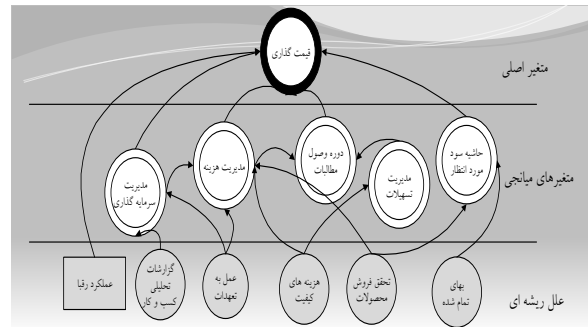 قیمت گذاری
متغیر اصلی
حاشیه سود
مورد انتظار
دوره وصول
مطالبات
مدیریت هزینه
مدیریت
تسهیلات
مدیریت
سرمایه گذاری
متغیرهای میانجی
بهای
تمام شده
تحقق فروش
محصولات
هزینه های
کیفیت
عمل به
تعهدات
گزارشات
تحلیلی
کسب و کار
عملکرد رقبا
علل ریشه ای